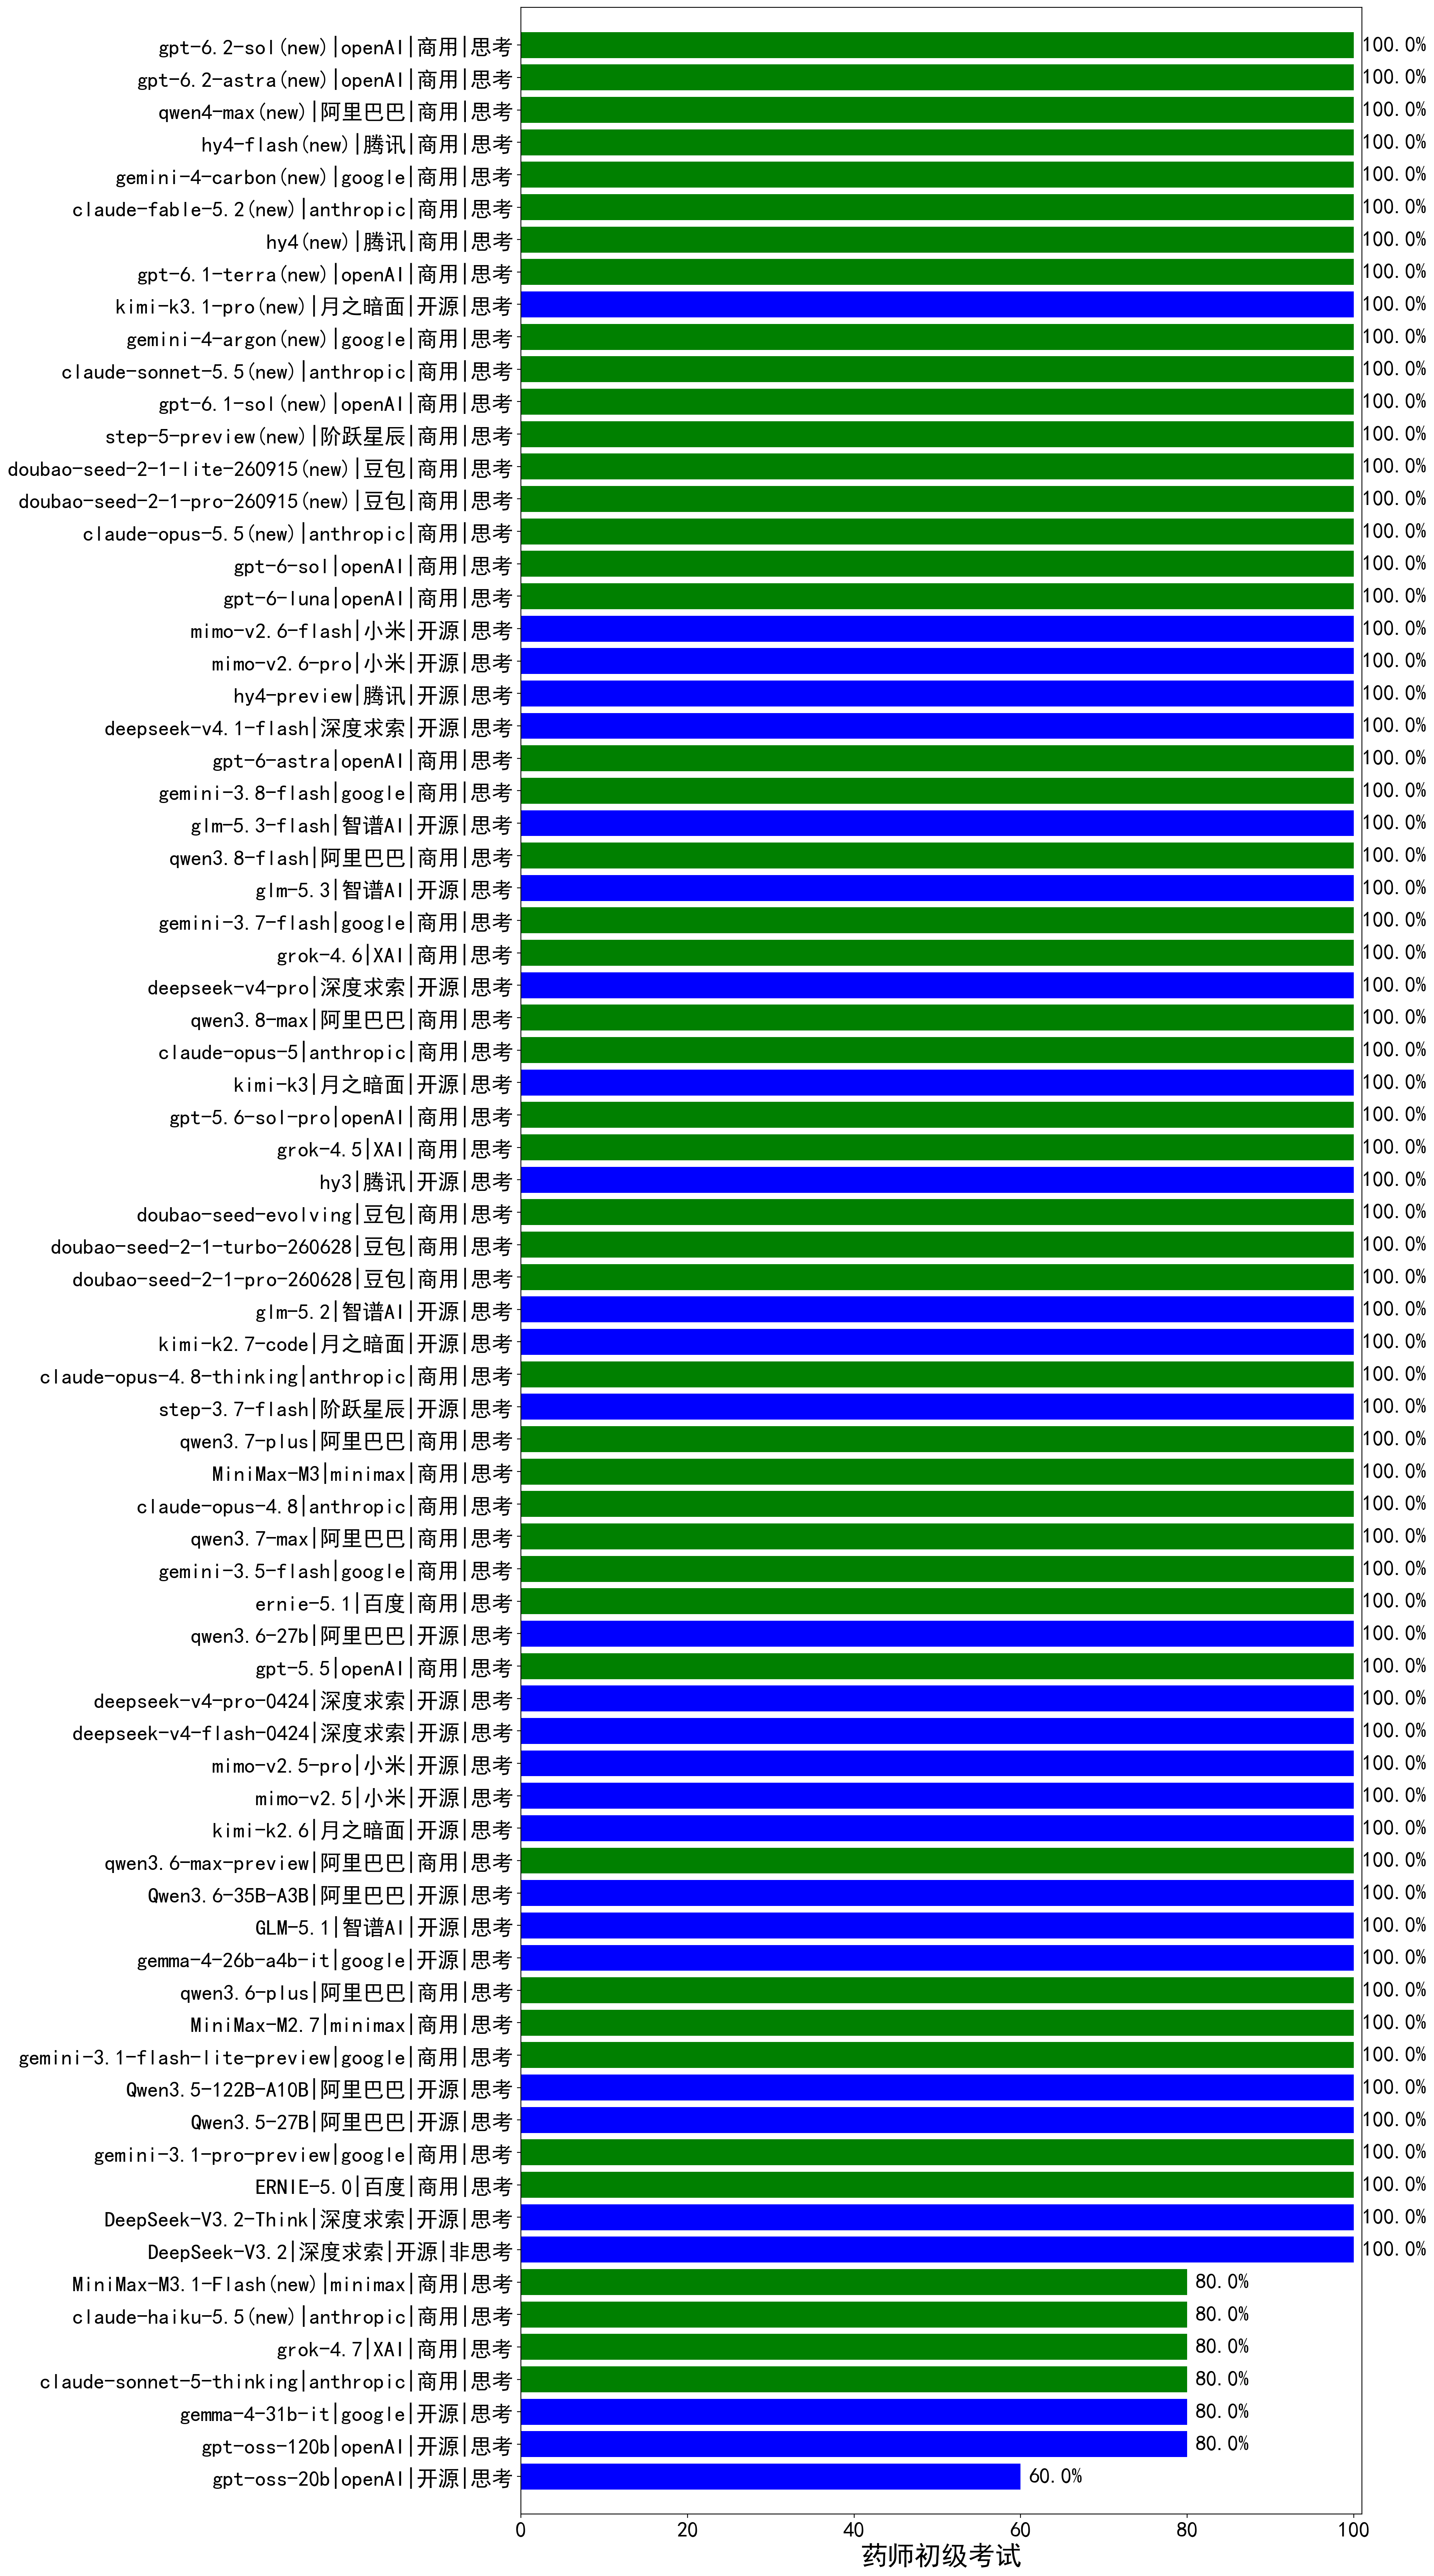 gpt-6.2-sol(new)|openAI|商用|思考 100.0%
gpt-6.2-astra(new)|openAI|商用|思考 100.0%
qwen4-max(new)|阿里巴巴|商用|思考 100.0%
hy4-flash(new)|腾讯|商用|思考 100.0%
gemini-4-carbon(new)|google|商用|思考 100.0%
claude-fable-5.2(new)|anthropic|商用|思考 100.0%
hy4(new)|腾讯|商用|思考 100.0%
gpt-6.1-terra(new)|openAI|商用|思考 100.0%
kimi-k3.1-pro(new)|月之暗面|开源|思考 100.0%
gemini-4-argon(new)|google|商用|思考 100.0%
claude-sonnet-5.5(new)|anthropic|商用|思考 100.0%
gpt-6.1-sol(new)|openAI|商用|思考 100.0%
step-5-preview(new)|阶跃星辰|商用|思考 100.0%
doubao-seed-2-1-lite-260915(new)|豆包|商用|思考 100.0%
doubao-seed-2-1-pro-260915(new)|豆包|商用|思考 100.0%
claude-opus-5.5(new)|anthropic|商用|思考 100.0%
gpt-6-sol|openAI|商用|思考 100.0%
gpt-6-luna|openAI|商用|思考 100.0%
mimo-v2.6-flash|小米|开源|思考 100.0%
mimo-v2.6-pro|小米|开源|思考 100.0%
hy4-preview|腾讯|开源|思考 100.0%
deepseek-v4.1-flash|深度求索|开源|思考 100.0%
gpt-6-astra|openAI|商用|思考 100.0%
gemini-3.8-flash|google|商用|思考 100.0%
glm-5.3-flash|智谱AI|开源|思考 100.0%
qwen3.8-flash|阿里巴巴|商用|思考 100.0%
glm-5.3|智谱AI|开源|思考 100.0%
gemini-3.7-flash|google|商用|思考 100.0%
grok-4.6|XAI|商用|思考 100.0%
deepseek-v4-pro|深度求索|开源|思考 100.0%
qwen3.8-max|阿里巴巴|商用|思考 100.0%
claude-opus-5|anthropic|商用|思考 100.0%
kimi-k3|月之暗面|开源|思考 100.0%
gpt-5.6-sol-pro|openAI|商用|思考 100.0%
grok-4.5|XAI|商用|思考 100.0%
hy3|腾讯|开源|思考 100.0%
doubao-seed-evolving|豆包|商用|思考 100.0%
doubao-seed-2-1-turbo-260628|豆包|商用|思考 100.0%
doubao-seed-2-1-pro-260628|豆包|商用|思考 100.0%
glm-5.2|智谱AI|开源|思考 100.0%
kimi-k2.7-code|月之暗面|开源|思考 100.0%
claude-opus-4.8-thinking|anthropic|商用|思考 100.0%
step-3.7-flash|阶跃星辰|开源|思考 100.0%
qwen3.7-plus|阿里巴巴|商用|思考 100.0%
MiniMax-M3|minimax|商用|思考 100.0%
claude-opus-4.8|anthropic|商用|思考 100.0%
qwen3.7-max|阿里巴巴|商用|思考 100.0%
gemini-3.5-flash|google|商用|思考 100.0%
ernie-5.1|百度|商用|思考 100.0%
qwen3.6-27b|阿里巴巴|开源|思考 100.0%
gpt-5.5|openAI|商用|思考 100.0%
deepseek-v4-pro-0424|深度求索|开源|思考 100.0%
deepseek-v4-flash-0424|深度求索|开源|思考 100.0%
mimo-v2.5-pro|小米|开源|思考 100.0%
mimo-v2.5|小米|开源|思考 100.0%
kimi-k2.6|月之暗面|开源|思考 100.0%
qwen3.6-max-preview|阿里巴巴|商用|思考 100.0%
Qwen3.6-35B-A3B|阿里巴巴|开源|思考 100.0%
GLM-5.1|智谱AI|开源|思考 100.0%
gemma-4-26b-a4b-it|google|开源|思考 100.0%
qwen3.6-plus|阿里巴巴|商用|思考 100.0%
MiniMax-M2.7|minimax|商用|思考 100.0%
gemini-3.1-flash-lite-preview|google|商用|思考 100.0%
Qwen3.5-122B-A10B|阿里巴巴|开源|思考 100.0%
Qwen3.5-27B|阿里巴巴|开源|思考 100.0%
gemini-3.1-pro-preview|google|商用|思考 100.0%
ERNIE-5.0|百度|商用|思考 100.0%
DeepSeek-V3.2-Think|深度求索|开源|思考 100.0%
DeepSeek-V3.2|深度求索|开源|非思考 100.0%
MiniMax-M3.1-Flash(new)|minimax|商用|思考 80.0%
claude-haiku-5.5(new)|anthropic|商用|思考 80.0%
grok-4.7|XAI|商用|思考 80.0%
claude-sonnet-5-thinking|anthropic|商用|思考 80.0%
gemma-4-31b-it|google|开源|思考 80.0%
gpt-oss-120b|openAI|开源|思考 80.0%
gpt-oss-20b|openAI|开源|思考 60.0%
0 20 40 60 80 100
药师初级考试